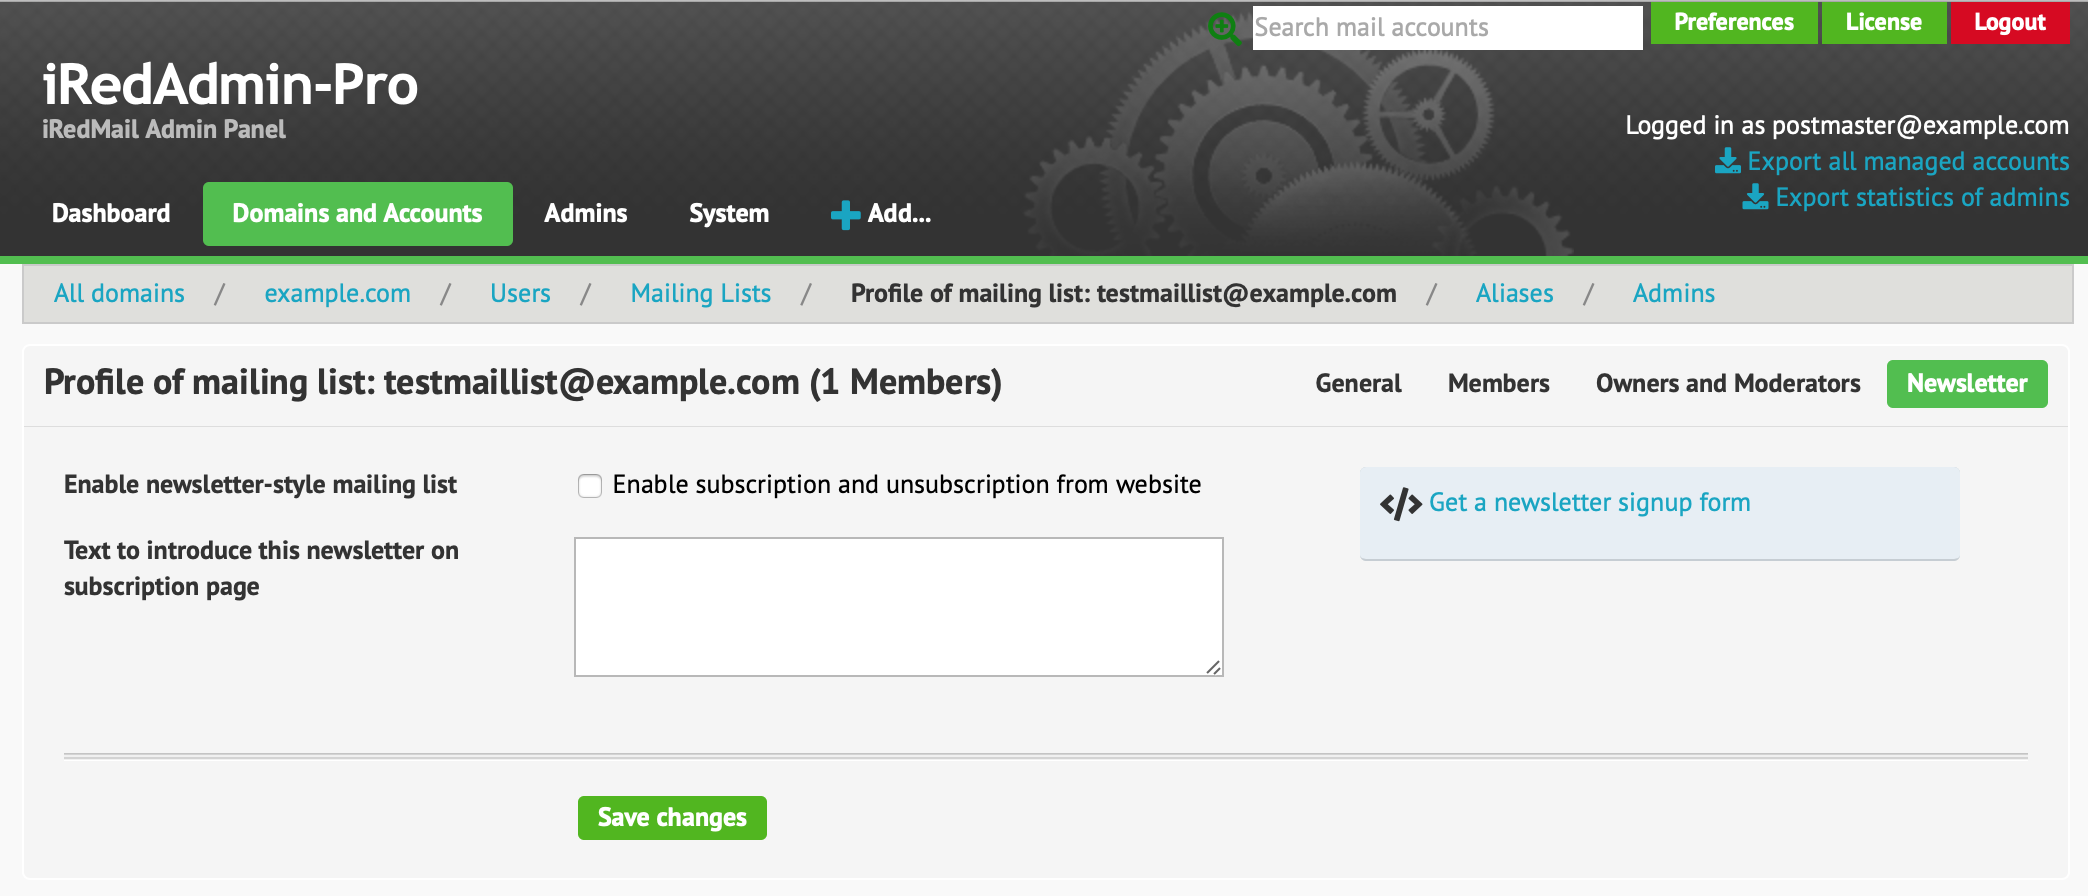 Search mail accounts
Preferences
License
Logout
iRedAdmin-Pro
iRedMail Admin Panel
Logged in as postmaster@example.com
Export all managed accounts
Export statistics of admins
Dashboard
Domains and Accounts
Admins
System
Add...
All domains / example.com / Users / Mailing Lists / Profile of mailing list: testmaillist@example.com / Aliases / Admins
Profile of mailing list: testmaillist@example.com (1 Members)
General
Members
Owners and Moderators
Newsletter
Enable newsletter-style mailing list
Enable subscription and unsubscription from website
</> Get a newsletter signup form
Text to introduce this newsletter on
subscription page
Save changes